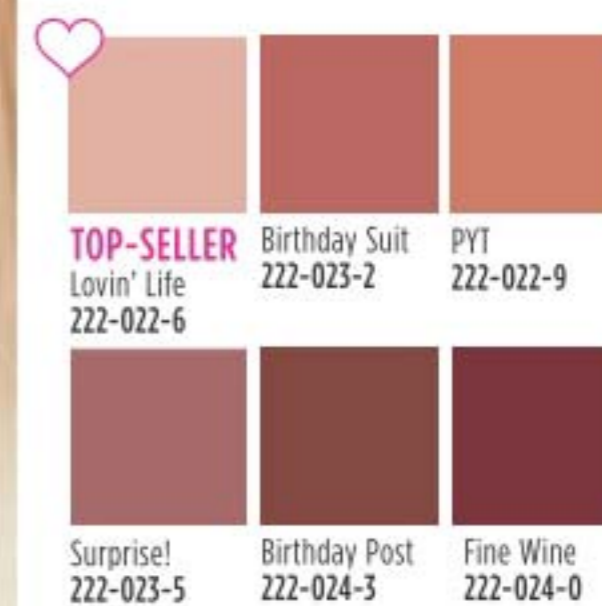 TOP-SELLER
Lovin' Life
222-022-6
Birthday Suit
222-023-2
PYT
222-022-9
Surprise!
222-023-5
Birthday Post
222-024-3
Fine Wine
222-024-0